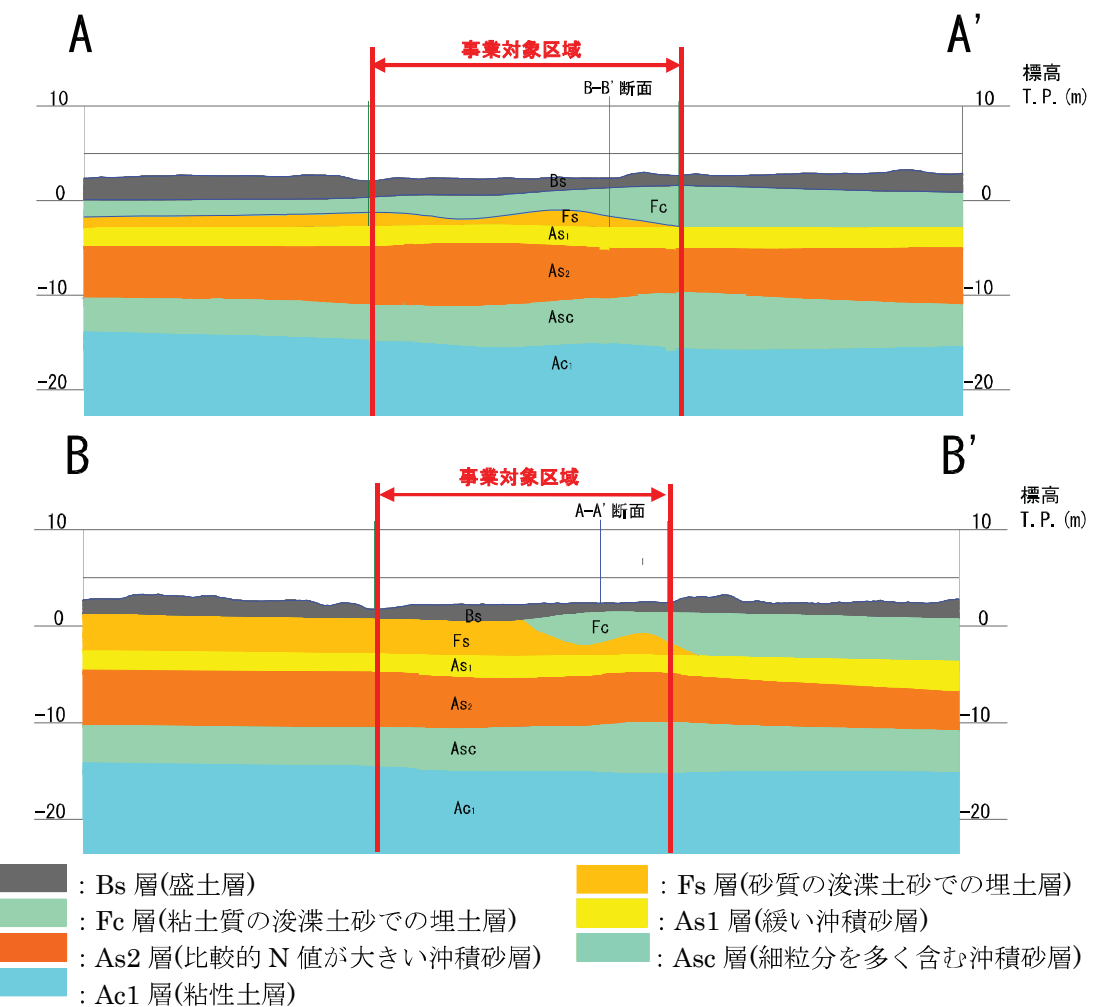 A A'
事業対象区域
標高
T.P.(m)
B-B'断面
10 10
Bs
0 0
Fc
Fs
As₁
As₂
-10 -10
Asc
Ac₁
-20 -20
B B'
事業対象区域
標高
T.P.(m)
A-A'断面
10 10
Bs
0 0
Fc
Fs
As₁
As₂
-10 -10
Asc
Ac₁
-20 -20
: Bs 層(盛土層)
: Fs 層(砂質の浚渫土砂での埋土層)
: Fc 層(粘土質の浚渫土砂での埋土層)
: As1 層(緩い沖積砂層)
: As2 層(比較的 N 値が大きい沖積砂層)
: Asc 層(細粒分を多く含む沖積砂層)
: Ac1 層(粘性土層)